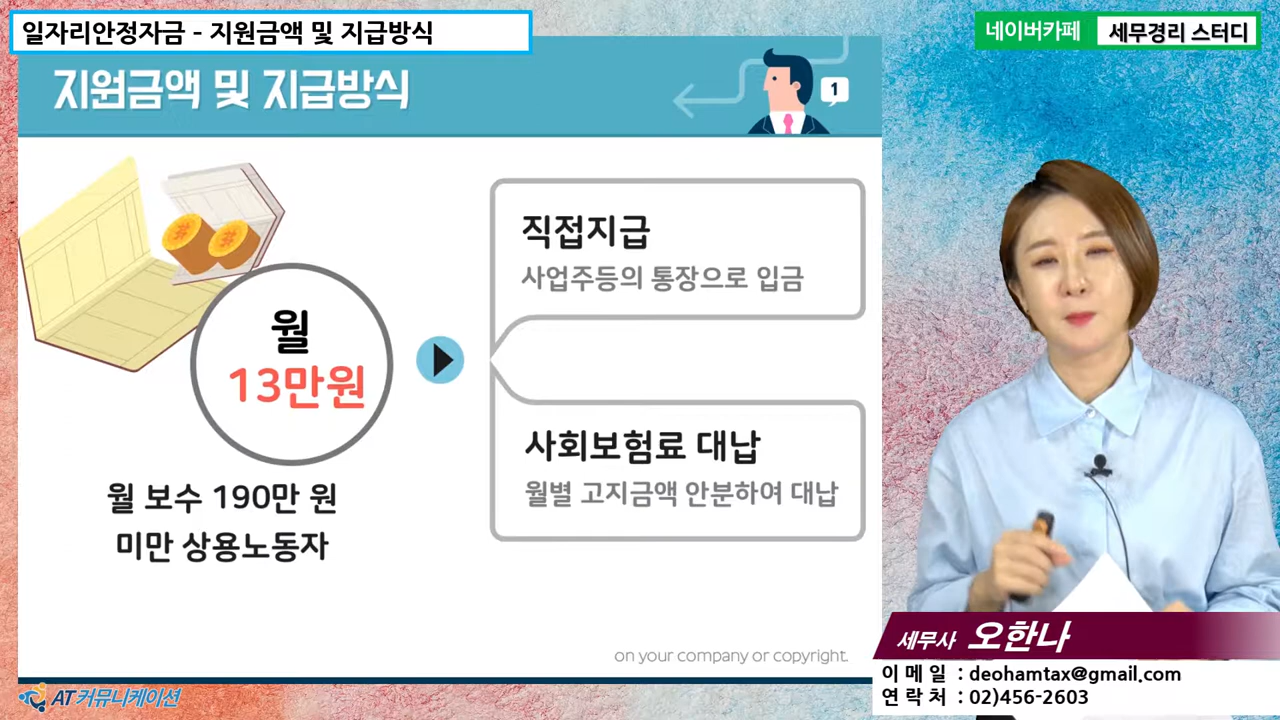 일자리안정자금 - 지원금액 및 지급방식
네이버카페 세무경리 스터디
지원금액 및 지급방식
1
월
13만원
월 보수 190만 원
미만 상용노동자
직접지급
사업주등의 통장으로 입금
사회보험료 대납
월별 고지금액 안분하여 대납
on your company or copyright.
AT커뮤니케이션
세무사 오한나
이 메 일 : deohamtax@gmail.com
연 락 처 : 02)456-2603